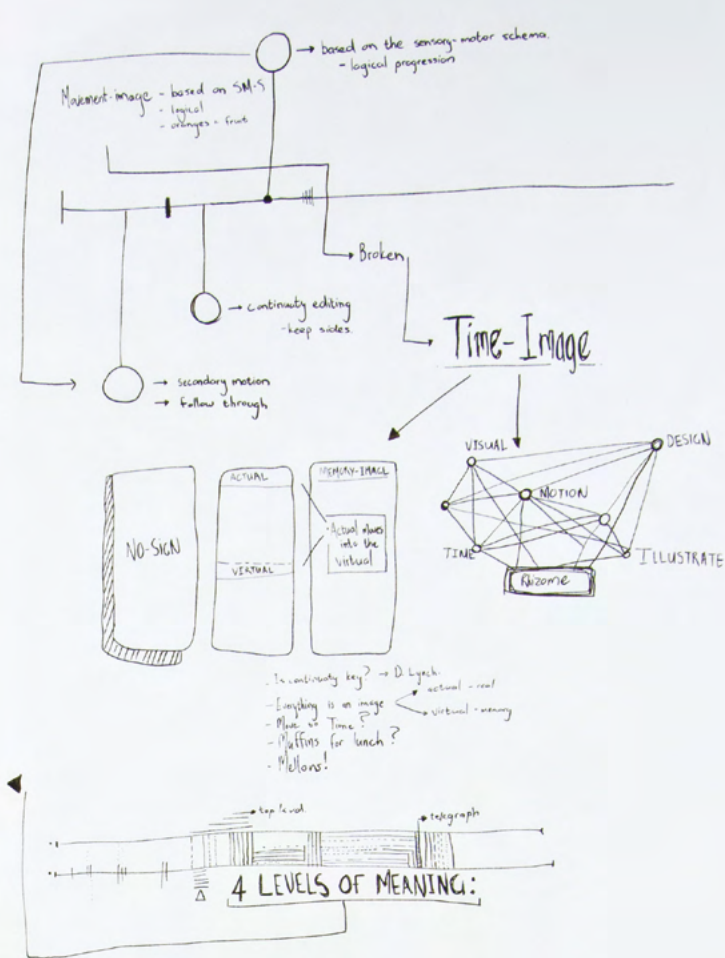 → based on the sensory-motor schema.
- logical progression
Movement-image - based on SM-S
- logical
- oranges - fruit
→ Broken
→ continuity editing
- keep sides.
Time-Image
→ secondary motion
→ follow through
VISUAL
DESIGN
MOTION
TIME
ILLUSTRATE
Rhizome
NO-SIGN
ACTUAL
VIRTUAL
MEMORY-IMAGE
Actual moves
into the
virtual
- Is continuity key? → D. Lynch.
- Everything is an image
actual - real
virtual - memory
- Move or Time?
- Muffins for lunch?
- Mellons!
top level.
telegraph
4 LEVELS OF MEANING: